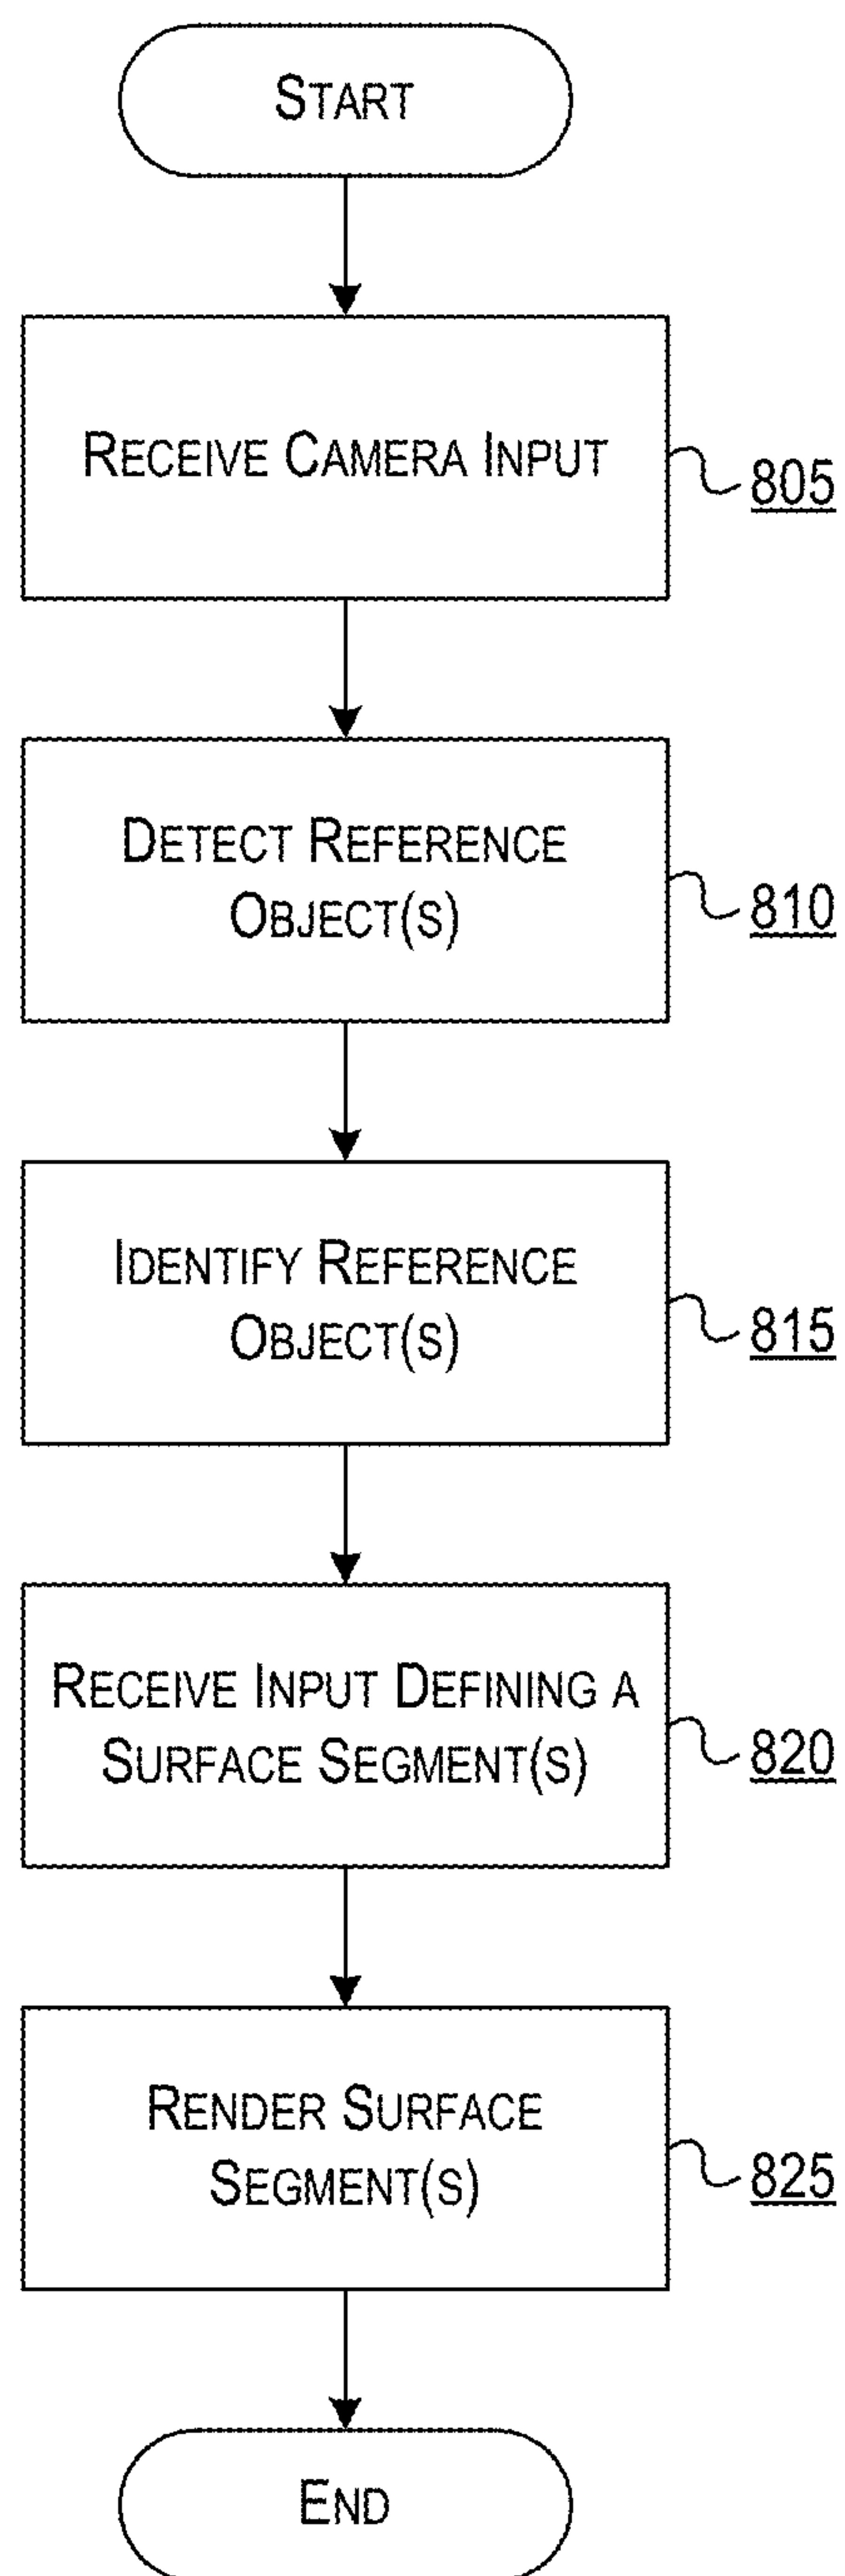 START
RECEIVE CAMERA INPUT
805
DETECT REFERENCE
OBJECT(S)
810
IDENTIFY REFERENCE
OBJECT(S)
815
RECEIVE INPUT DEFINING A
SURFACE SEGMENT(S)
820
RENDER SURFACE
SEGMENT(S)
825
END